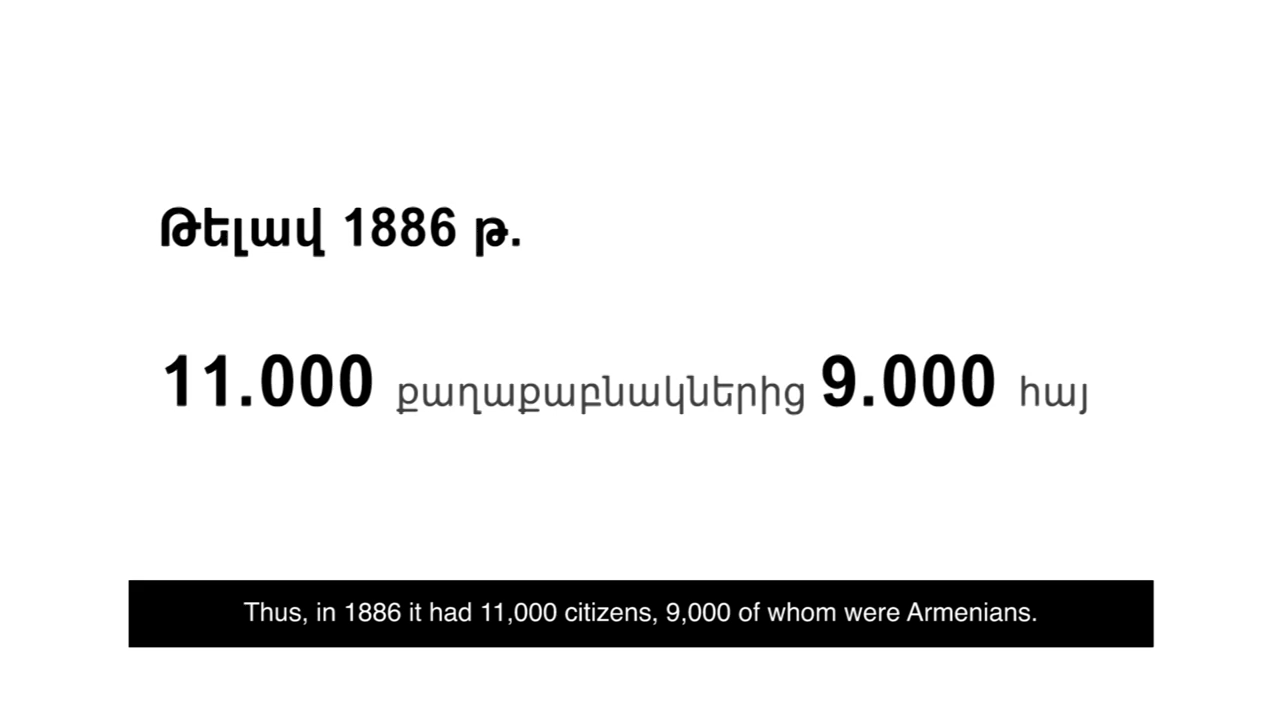 Թելավ 1886 թ.
11.000 քաղաքաբնակներից 9.000 հայ
Thus, in 1886 it had 11,000 citizens, 9,000 of whom were Armenians.